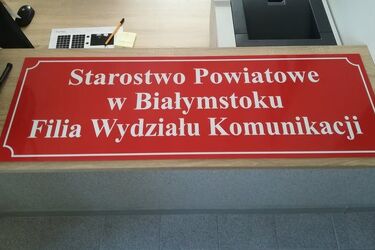 Starostwo Powiatowe
w Białymstoku
Filia Wydziału Komunikacji